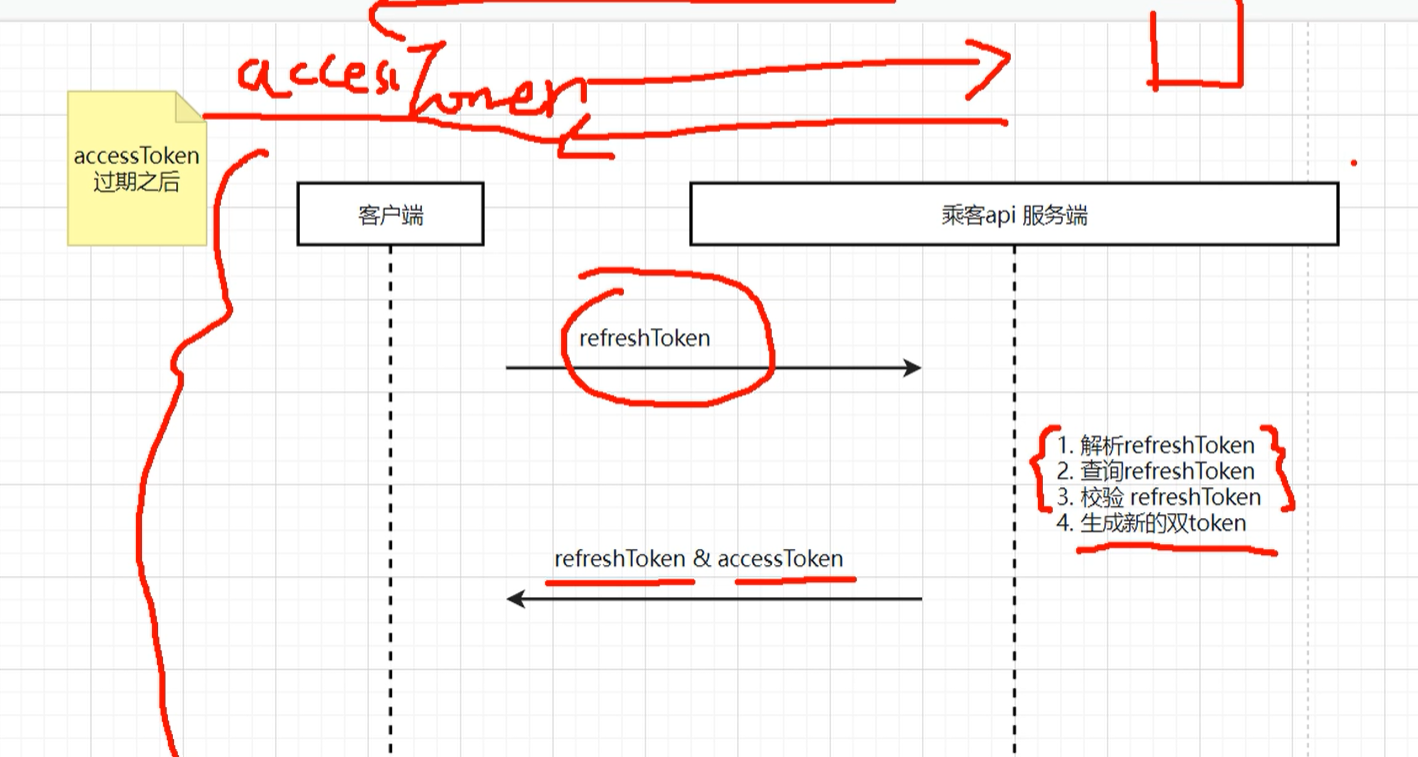 accessToken
accessToken
过期之后
客户端
乘客api 服务端
refreshToken
1. 解析refreshToken
2. 查询refreshToken
3. 校验 refreshToken
4. 生成新的双token
refreshToken & accessToken